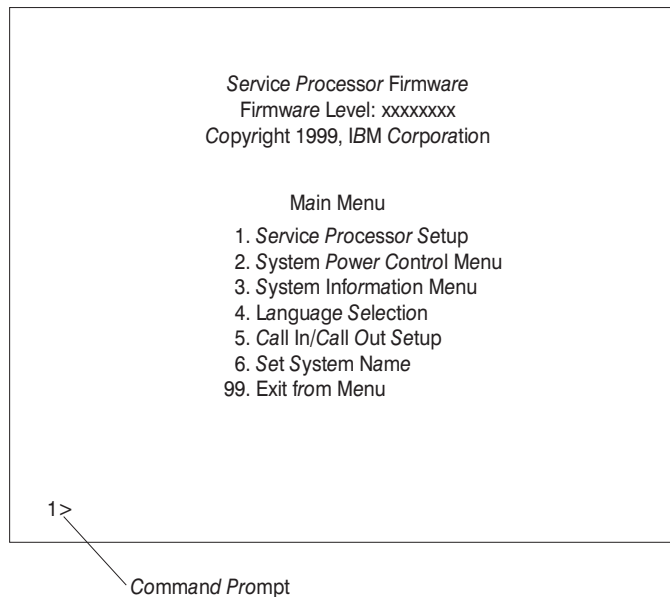 Service Processor Firmware
Firmware Level: xxxxxxxx
Copyright 1999, IBM Corporation
Main Menu
1. Service Processor Setup
2. System Power Control Menu
3. System Information Menu
4. Language Selection
5. Call In/Call Out Setup
6. Set System Name
99. Exit from Menu
1>
Command Prompt